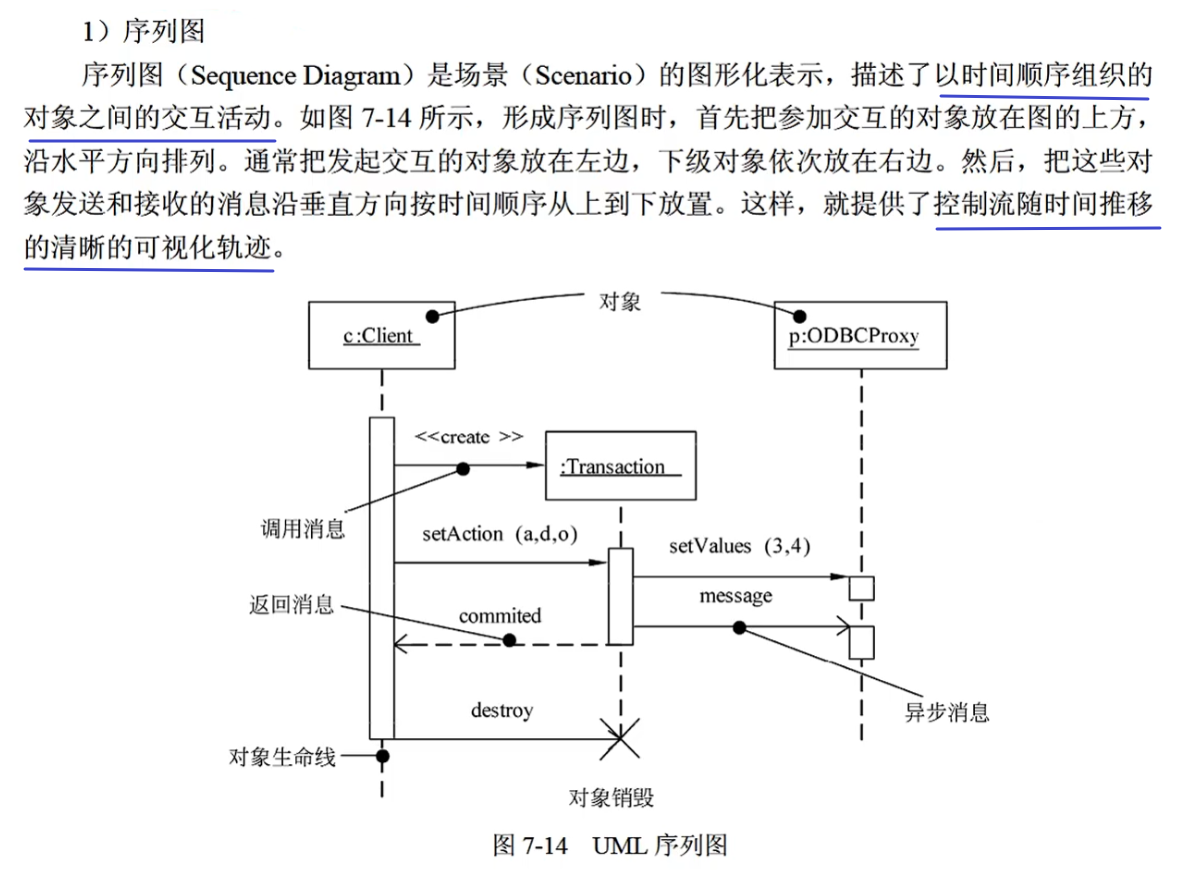 1）序列图
序列图（Sequence Diagram）是场景（Scenario）的图形化表示，描述了以时间顺序组织的
对象之间的交互活动。如图 7-14 所示，形成序列图时，首先把参加交互的对象放在图的上方，
沿水平方向排列。通常把发起交互的对象放在左边，下级对象依次放在右边。然后，把这些对
象发送和接收的消息沿垂直方向按时间顺序从上到下放置。这样，就提供了控制流随时间推移
的清晰的可视化轨迹。
对象
c:Client
p:ODBCProxy
<<create >>
:Transaction
调用消息
setAction (a,d,o)
setValues (3,4)
返回消息
commited
message
异步消息
destroy
对象生命线
对象销毁
图 7-14 UML 序列图